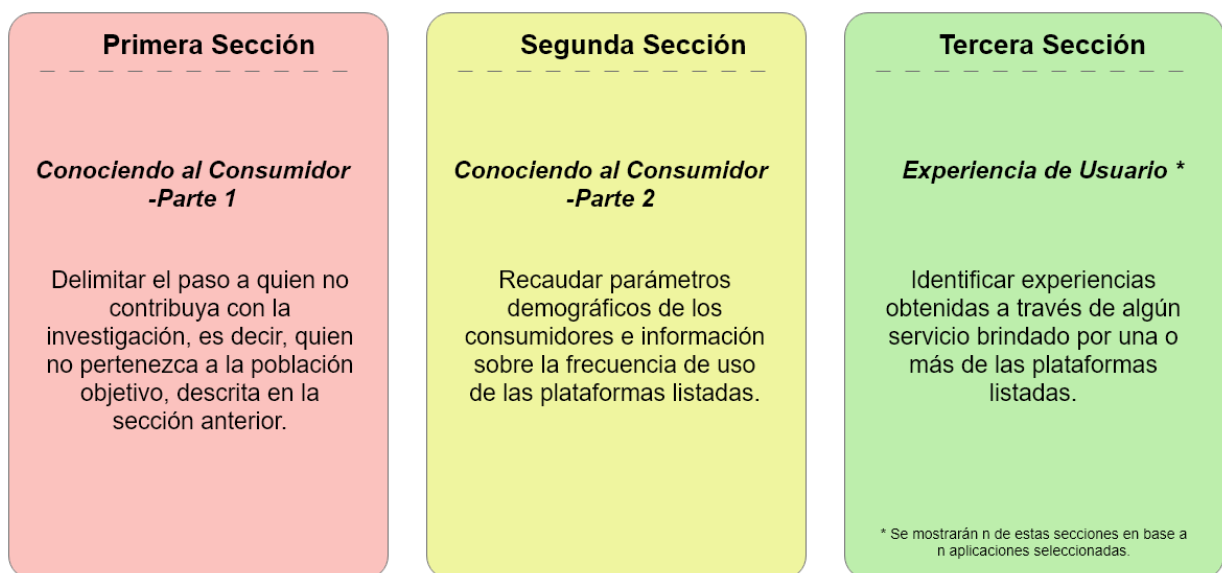 Primera Sección
Conociendo al Consumidor
-Parte 1
Delimitar el paso a quien no
contribuya con la
investigación, es decir, quien
no pertenezca a la población
objetivo, descrita en la
sección anterior.
Segunda Sección
Conociendo al Consumidor
-Parte 2
Recaudar parámetros
demográficos de los
consumidores e información
sobre la frecuencia de uso
de las plataformas listadas.
Tercera Sección
Experiencia de Usuario *
Identificar experiencias
obtenidas a través de algún
servicio brindado por una o
más de las plataformas
listadas.
* Se mostrarán n de estas secciones en base a
n aplicaciones seleccionadas.